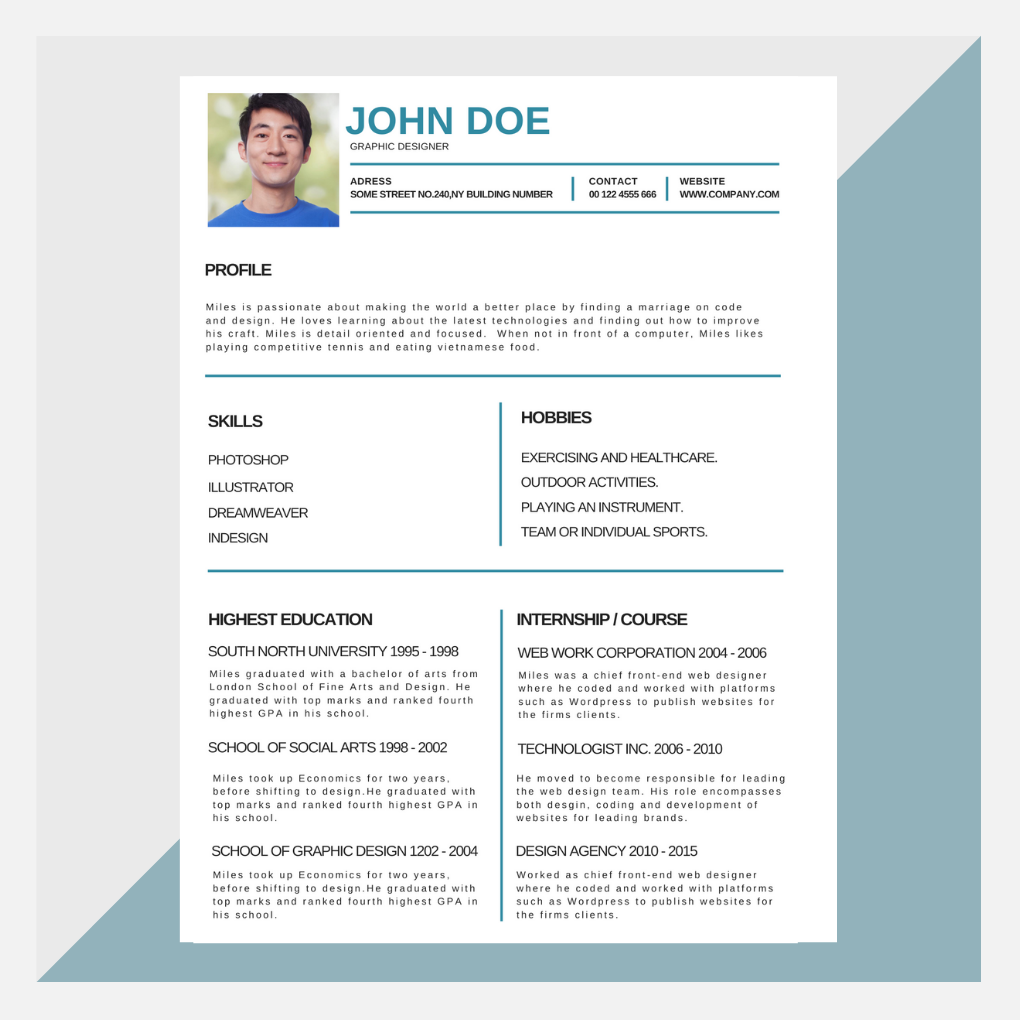 JOHN DOE
GRAPHIC DESIGNER
ADRESS
SOME STREET NO.240,NY BUILDING NUMBER
CONTACT
00 122 4555 666
WEBSITE
WWW.COMPANY.COM
PROFILE
Miles is passionate about making the world a better place by finding a marriage on code
and design. He loves learning about the latest technologies and finding out how to improve
his craft. Miles is detail oriented and focused. When not in front of a computer, Miles likes
playing competitive tennis and eating vietnamese food.
SKILLS
PHOTOSHOP
ILLUSTRATOR
DREAMWEAVER
INDESIGN
HOBBIES
EXERCISING AND HEALTHCARE.
OUTDOOR ACTIVITIES.
PLAYING AN INSTRUMENT.
TEAM OR INDIVIDUAL SPORTS.
HIGHEST EDUCATION
SOUTH NORTH UNIVERSITY 1995 - 1998
Miles graduated with a bachelor of arts from
London School of Fine Arts and Design. He
graduated with top marks and ranked fourth
highest GPA in his school.
SCHOOL OF SOCIAL ARTS 1998 - 2002
Miles took up Economics for two years,
before shifting to design.He graduated with
top marks and ranked fourth highest GPA in
his school.
SCHOOL OF GRAPHIC DESIGN 1202 - 2004
Miles took up Economics for two years,
before shifting to design.He graduated with
top marks and ranked fourth highest GPA in
his school.
INTERNSHIP / COURSE
WEB WORK CORPORATION 2004 - 2006
Miles was a chief front-end web designer
where he coded and worked with platforms
such as Wordpress to publish websites for
the firms clients.
TECHNOLOGIST INC. 2006 - 2010
He moved to become responsible for leading
the web design team. His role encompasses
both desgin, coding and development of
websites for leading brands.
DESIGN AGENCY 2010 - 2015
Worked as chief front-end web designer
where he coded and worked with platforms
such as Wordpress to publish websites for
the firms clients.